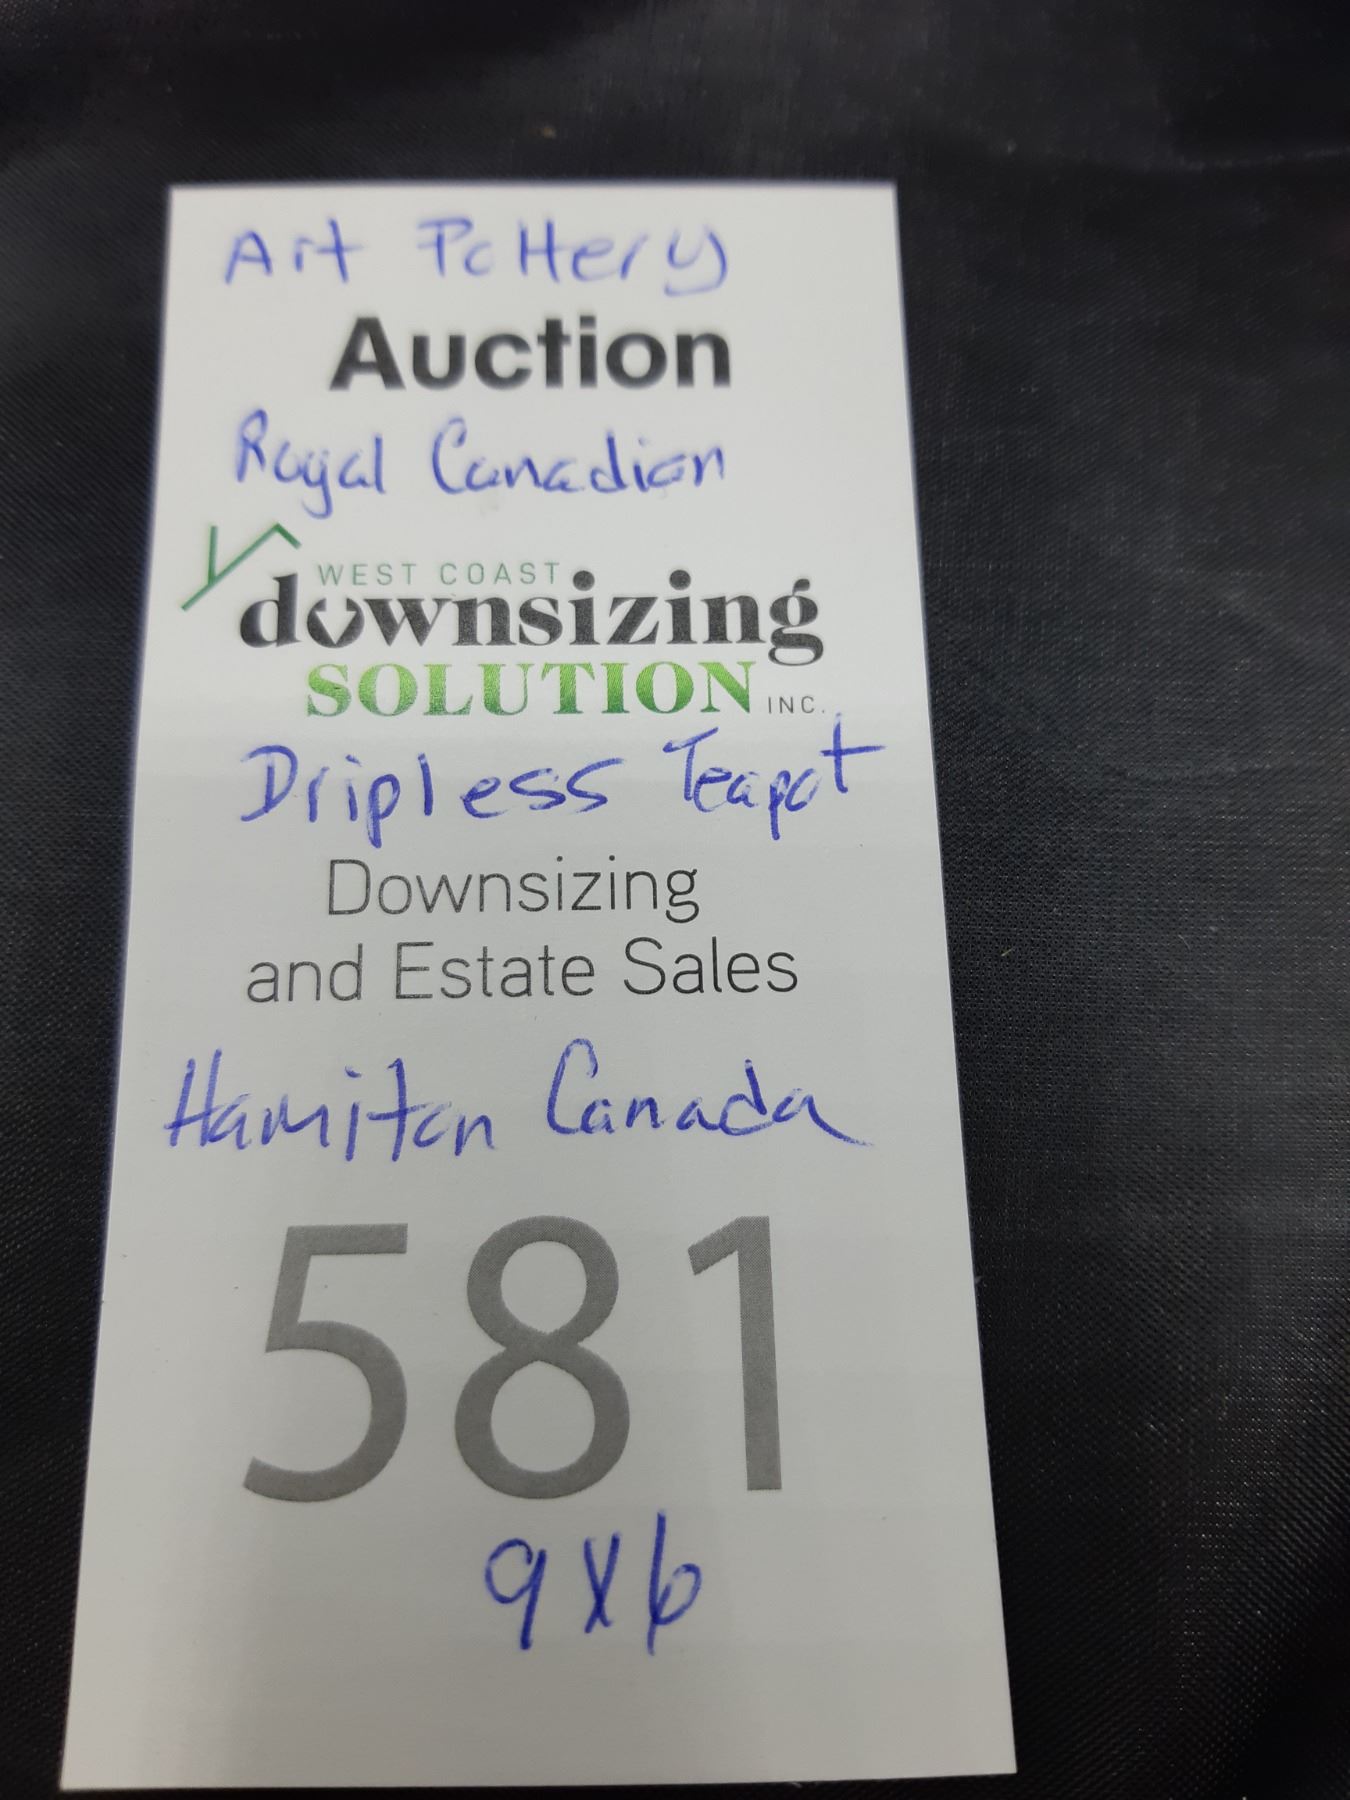 Art Pottery
Auction
Royal Canadian
WEST COAST
downsizing
SOLUTION INC.
Dripless Teapot
Downsizing
and Estate Sales
Hamiton Canada
581
9x6